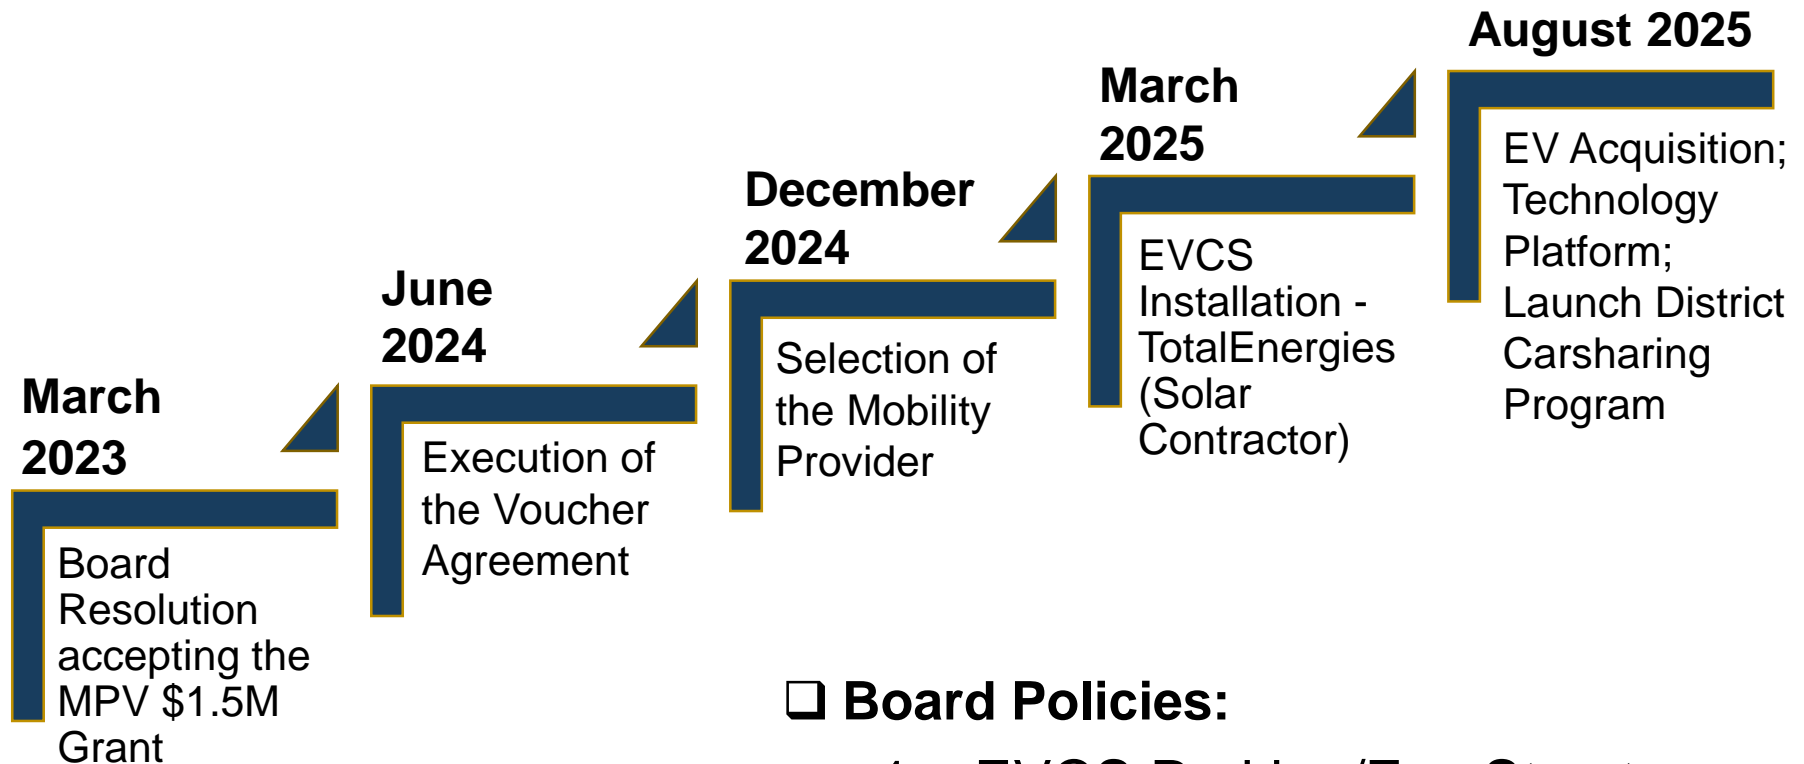 March
2023
Board
Resolution
accepting the
MPV $1.5M
Grant
June
2024
Execution of
the Voucher
Agreement
December
2024
Selection of
the Mobility
Provider
March
2025
EVCS
Installation -
TotalEnergies
(Solar
Contractor)
August 2025
EV Acquisition;
Technology
Platform;
Launch District
Carsharing
Program
❑ Board Policies: